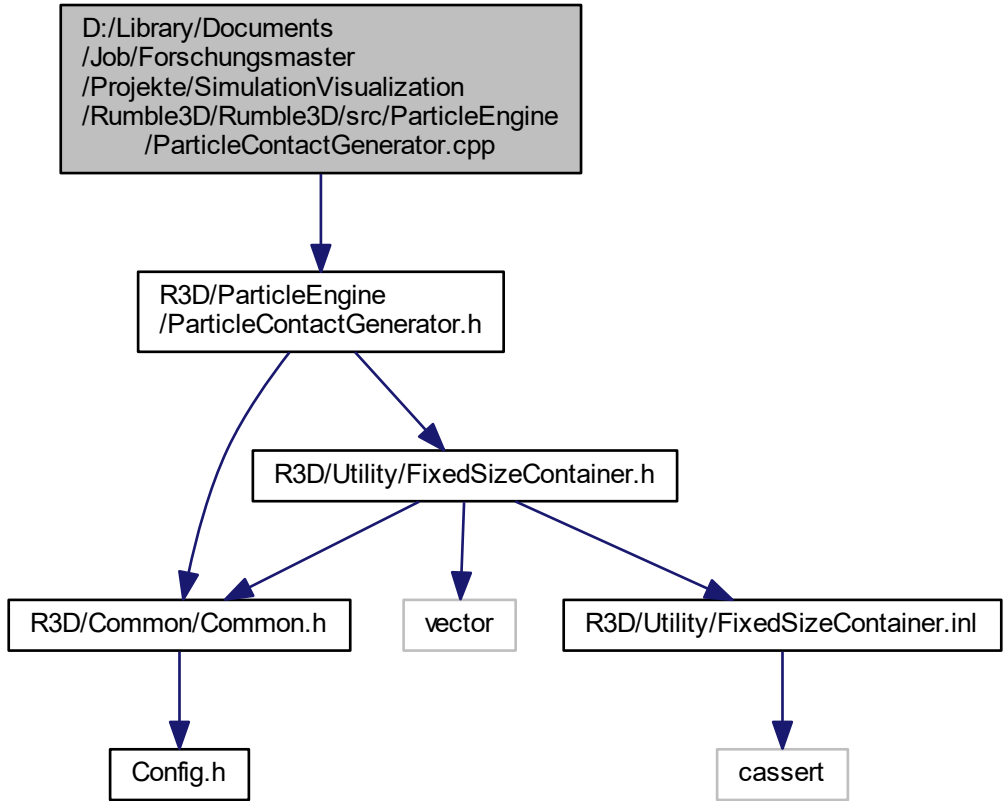 D:/Library/Documents
/Job/Forschungsmaster
/Projekte/SimulationVisualization
/Rumble3D/Rumble3D/src/ParticleEngine
/ParticleContactGenerator.cpp
R3D/ParticleEngine
/ParticleContactGenerator.h
R3D/Utility/FixedSizeContainer.h
R3D/Common/Common.h
vector
R3D/Utility/FixedSizeContainer.inl
Config.h
cassert